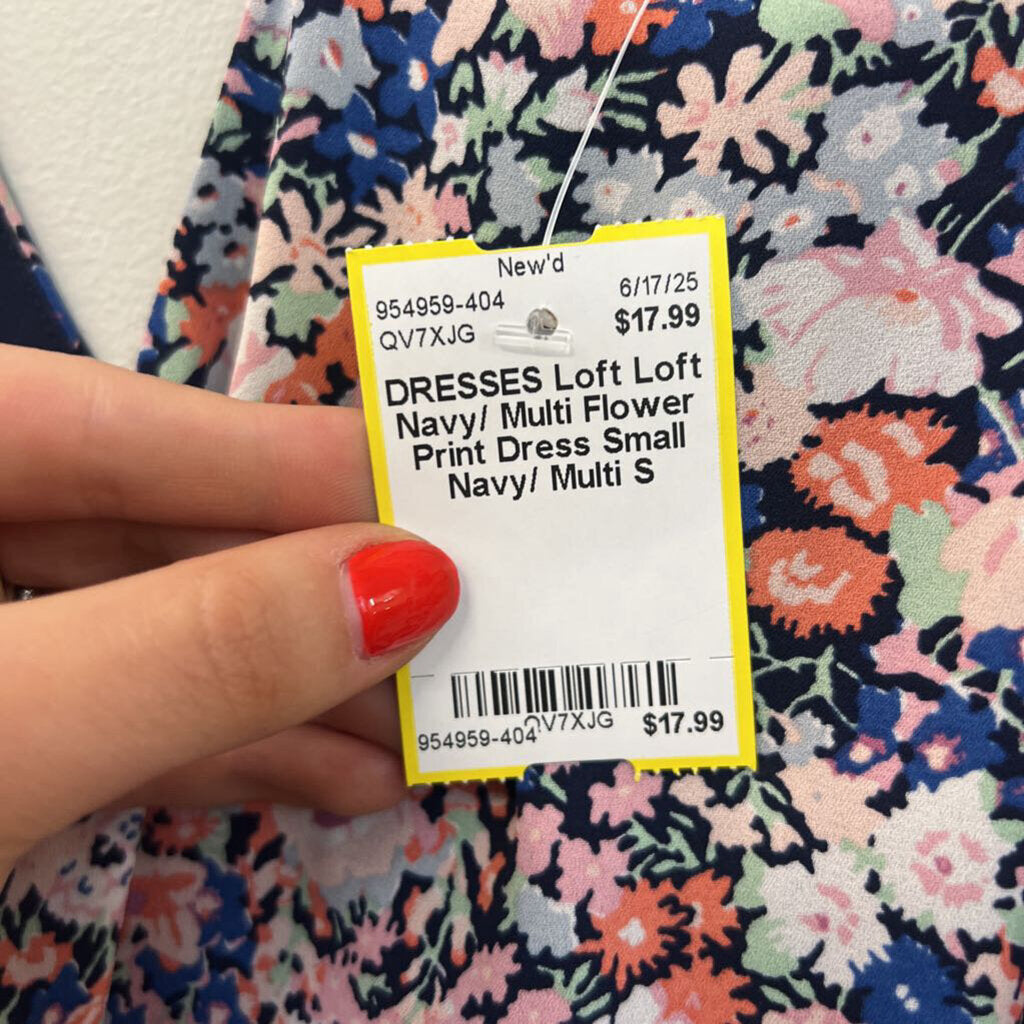 New'd
954959-404 6/17/25
QV7XJG $17.99
DRESSES Loft Loft
Navy/ Multi Flower
Print Dress Small
Navy/ Multi S
954959-404 QV7XJG $17.99